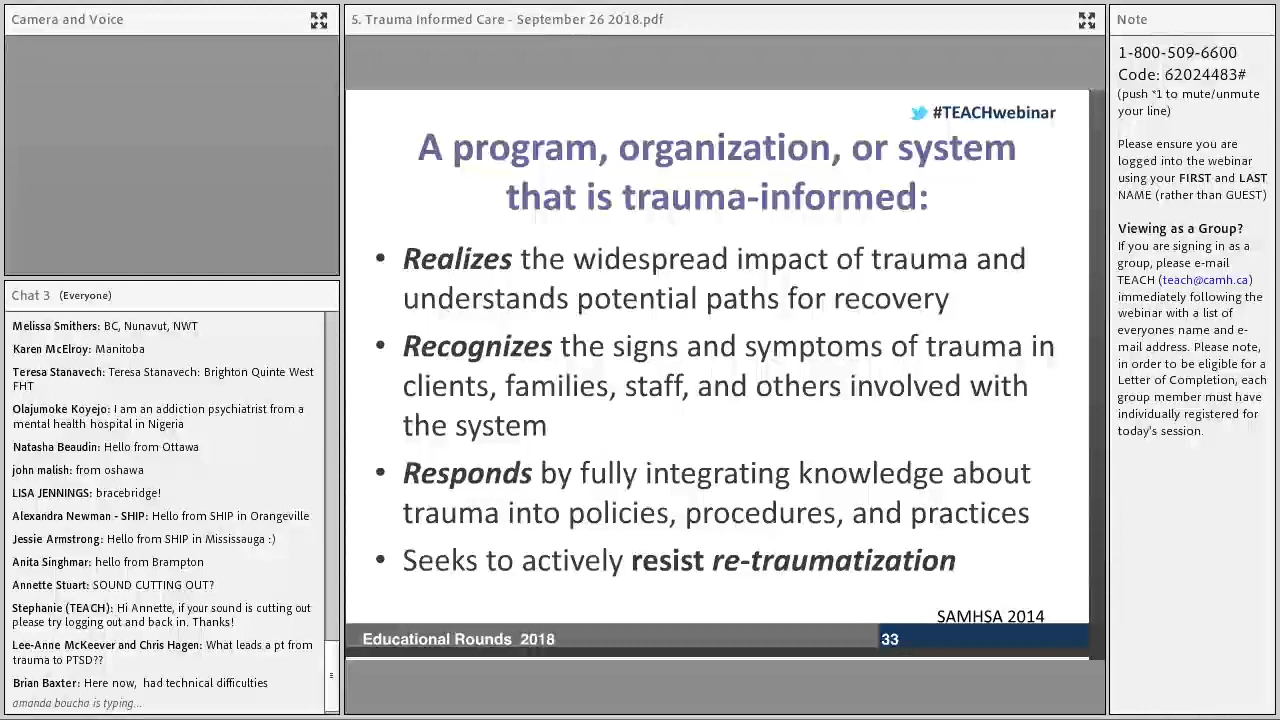 Camera and Voice
Chat 3 (Everyone)
Melissa Smithers: BC, Nunavut, NWT
Karen McElroy: Manitoba
Teresa Stanavech: Teresa Stanavech: Brighton Quinte West
FHT
Olajumoke Koyejo: I am an addiction psychiatrist from a
mental health hospital in Nigeria
Natasha Beaudin: Hello from Ottawa
john malish: from oshawa
LISA JENNINGS: bracebridge!
Alexandra Newman - SHIP: Hello from SHIP in Orangeville
Jessie Armstrong: Hello from SHIP in Mississauga :)
Anita Singhmar: hello from Brampton
Annette Stuart: SOUND CUTTING OUT?
Stephanie (TEACH): Hi Annette, if your sound is cutting out
please try logging out and back in. Thanks!
Lee-Anne McKeever and Chris Hagen: What leads a pt from
trauma to PTSD??
Brian Baxter: Here now, had technical difficulties
amanda boucha is typing...
5. Trauma Informed Care - September 26 2018.pdf
#TEACHwebinar
A program, organization, or system
that is trauma-informed:
• Realizes the widespread impact of trauma and
understands potential paths for recovery
• Recognizes the signs and symptoms of trauma in
clients, families, staff, and others involved with
the system
• Responds by fully integrating knowledge about
trauma into policies, procedures, and practices
• Seeks to actively resist re-traumatization
SAMHSA 2014
Educational Rounds 2018
33
Note
1-800-509-6600
Code: 62024483#
(push *1 to mute/unmute
your line)
Please ensure you are
logged into the webinar
using your FIRST and LAST
NAME (rather than GUEST)
Viewing as a Group?
If you are signing in as a
group, please e-mail
TEACH (teach@camh.ca)
immediately following the
webinar with a list of
everyones name and e-
mail address. Please note,
in order to be eligible for a
Letter of Completion, each
group member must have
individually registered for
today's session.